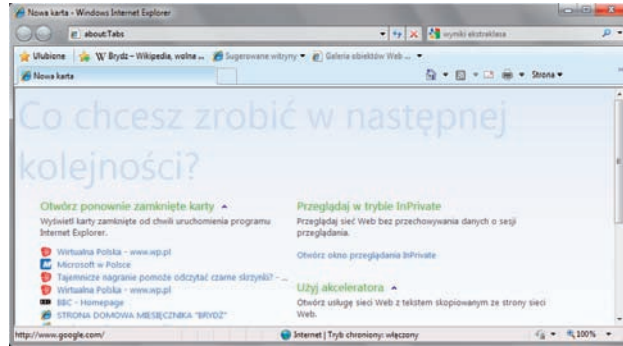 Nowa karta - Windows Internet Explorer
about:Tabs
wyniki ekstraklasa
Ulubione W Brydż – Wikipedia, wolna ... Sugerowane witryny Galeria obiektów Web ...
Nowa karta Strona
Co chcesz zrobić w następnej
kolejności?
Otwórz ponownie zamknięte karty
Wyświetl karty zamknięte od chwili uruchomienia programu
Internet Explorer.
Wirtualna Polska - www.wp.pl
Microsoft w Polsce
Tajemnicze nagranie pomoże odczytać czarne skrzynki? - ...
Wirtualna Polska - www.wp.pl
BBC - Homepage
STRONA DOMOWA MIESIĘCZNIKA "BRYDŻ"
Przeglądaj w trybie InPrivate
Przeglądaj sieć Web bez przechowywania danych o sesji
przeglądania.
Otwórz okno przeglądania InPrivate
Użyj akceleratora
Otwórz usługę sieci Web z tekstem skopiowanym ze strony sieci
Web.
http://www.google.com/ Internet | Tryb chroniony: włączony 100%